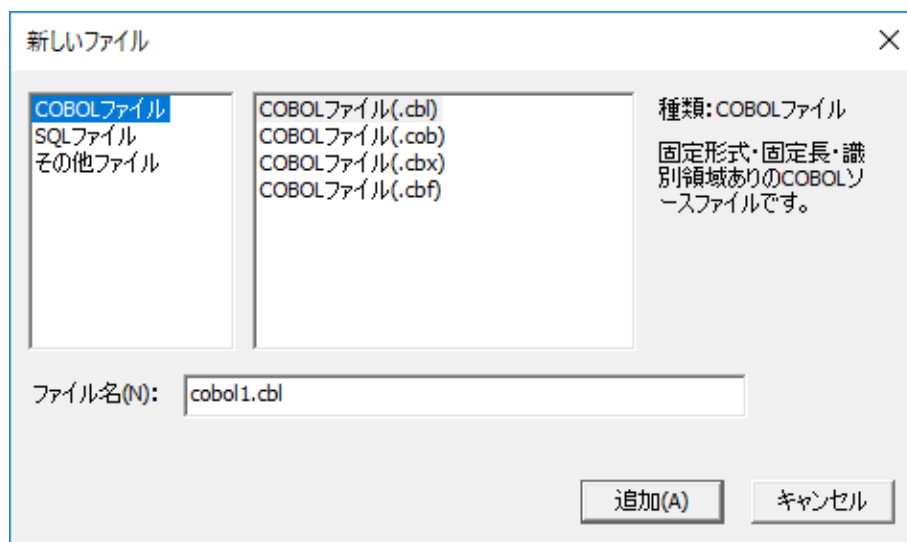 新しいファイル
COBOLファイル
SQLファイル
その他ファイル
COBOLファイル(.cbl)
COBOLファイル(.cob)
COBOLファイル(.cbx)
COBOLファイル(.cbf)
種類:COBOLファイル
固定形式・固定長・識
別領域ありのCOBOLソ
ースファイルです。
ファイル名(N):
cobol1.cbl
追加(A)
キャンセル